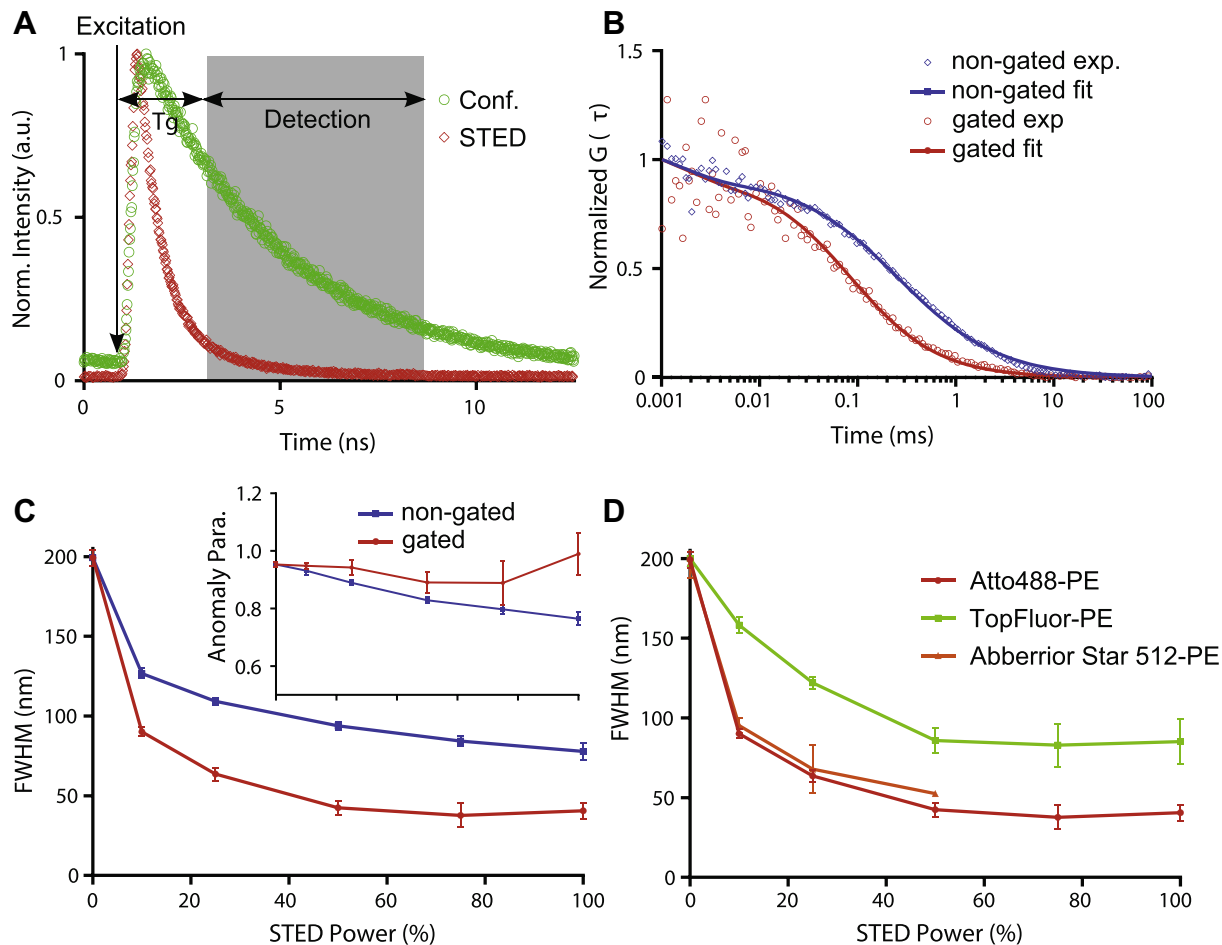 A
Excitation
1
0.5
0
Norm. Intensity (a.u.)
Tg
Detection
Conf.
STED
0
5
10
Time (ns)
B
1.5
1
0.5
0
Normalized G ( τ)
non-gated exp.
non-gated fit
gated exp
gated fit
0.001
0.01
0.1
1
10
100
Time (ms)
C
200
150
100
50
0
FWHM (nm)
1.2
1.0
0.8
0.6
Anomaly Para.
non-gated
gated
0
20
40
60
80
100
STED Power (%)
D
200
150
100
50
0
FWHM (nm)
Atto488-PE
TopFluor-PE
Abberrior Star 512-PE
0
20
40
60
80
100
STED Power (%)